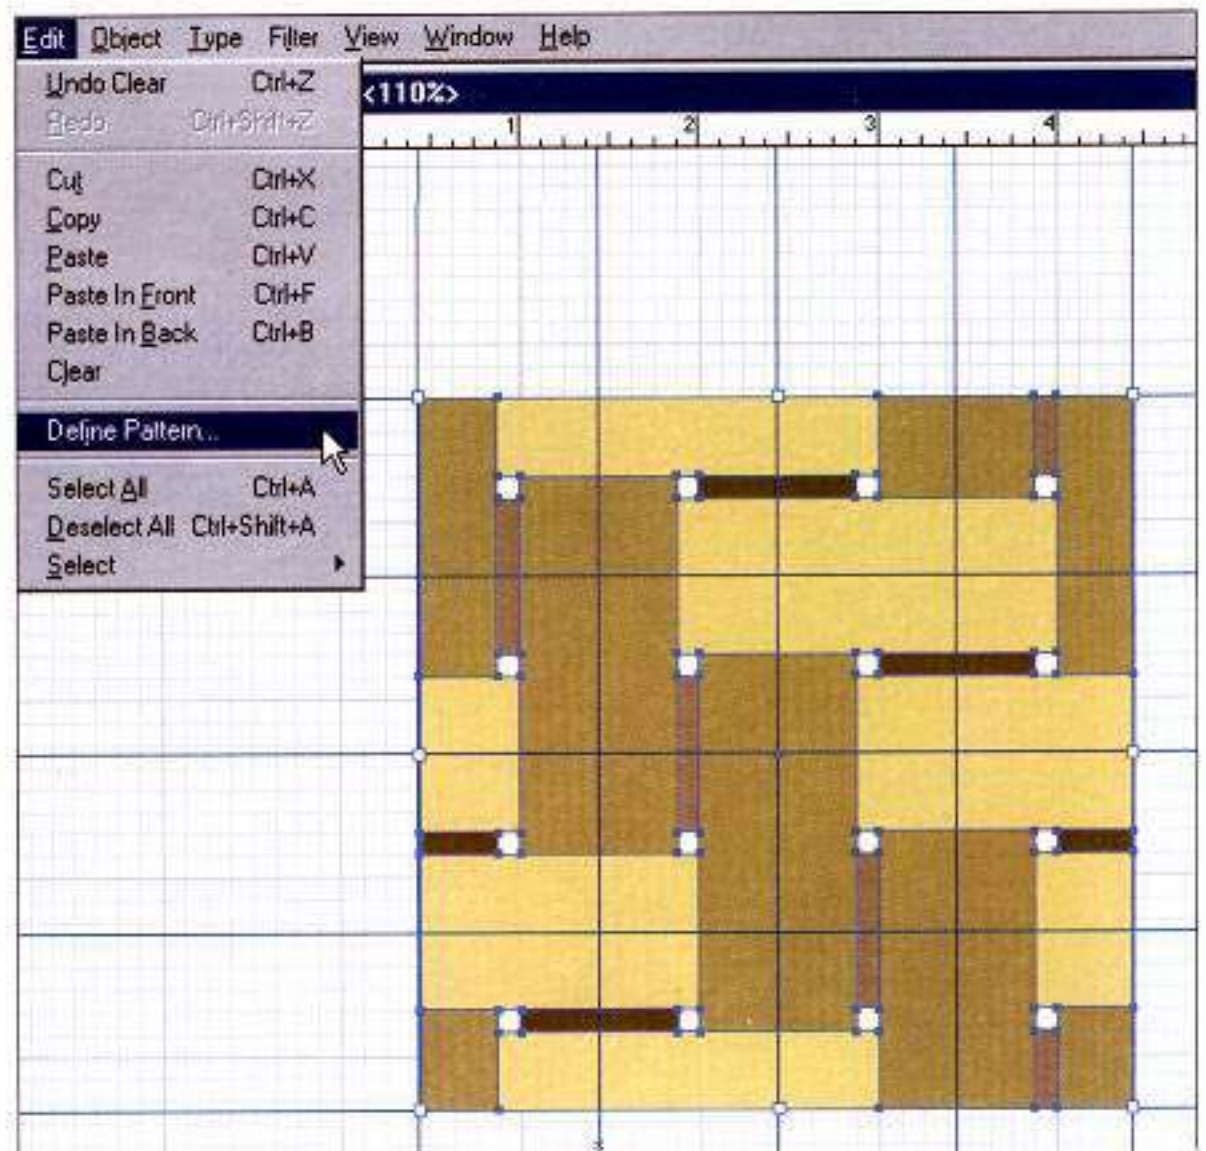 Edit Object Type Filter View Window Help
<110%>
1 2 3 4
Undo Clear Ctrl+Z
Redo Ctrl+Shift+Z
Cut Ctrl+X
Copy Ctrl+C
Paste Ctrl+V
Paste In Front Ctrl+F
Paste In Back Ctrl+B
Clear
Define Pattern...
Select All Ctrl+A
Deselect All Ctrl+Shift+A
Select